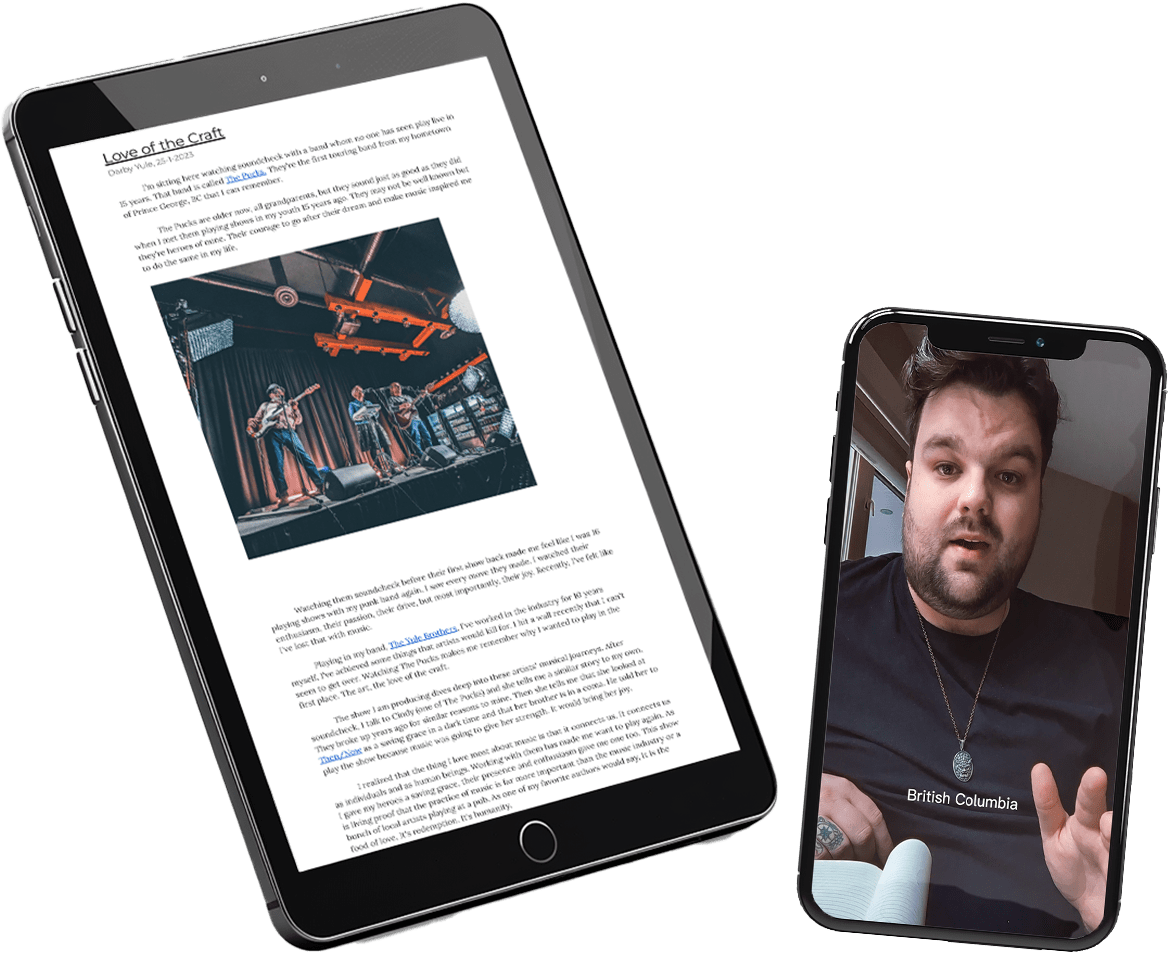 Love of the Craft
Darby Yule, 25-1-2023
I'm sitting here watching soundcheck with a band whom no one has seen play live in
15 years. That band is called The Pucks. They're the first touring band from my hometown
of Prince George, BC that I can remember.
The Pucks are older now, all grandparents, but they sound just as good as they did
when I met them playing shows in my youth 15 years ago. They may not be well known but
they're heroes of mine. Their courage to go after their dream and make music inspired me
to do the same in my life.
Watching them soundcheck before their first show back made me feel like I was 16
playing shows with my punk band again. I saw every move they made. I watched their
enthusiasm, their passion, their drive, but most importantly, their joy. Recently, I've felt like
I've lost that with music.
Playing in my band, The Yule Brothers, I've worked in the industry for 10 years
myself, I've achieved some things that artists would kill for. I hit a wall recently that I can't
seem to get over. Watching The Pucks makes me remember why I wanted to play in the
first place. The art, the love of the craft.
The show I am producing dives deep into these artists' musical journeys. After
soundcheck, I talk to Cindy (one of The Pucks) and she tells me a similar story to my own.
They broke up years ago for similar reasons to mine. Then she tells me that she looked at
Then/Now as a saving grace in a dark time and that her brother is in a coma. He told her to
play the show because music was going to give her strength. It would bring her joy.
I realized that the thing I love most about music is that it connects us. It connects us
as individuals and as human beings. Working with them has made me want to play again. As
I gave my heroes a saving grace, their presence and enthusiasm gave me one too. This show
is living proof that the practice of music is far more important than the music industry or a
bunch of local artists playing at a pub. As one of my favorite authors would say, it is the
food of love. It's redemption. It's humanity.
British Columbia